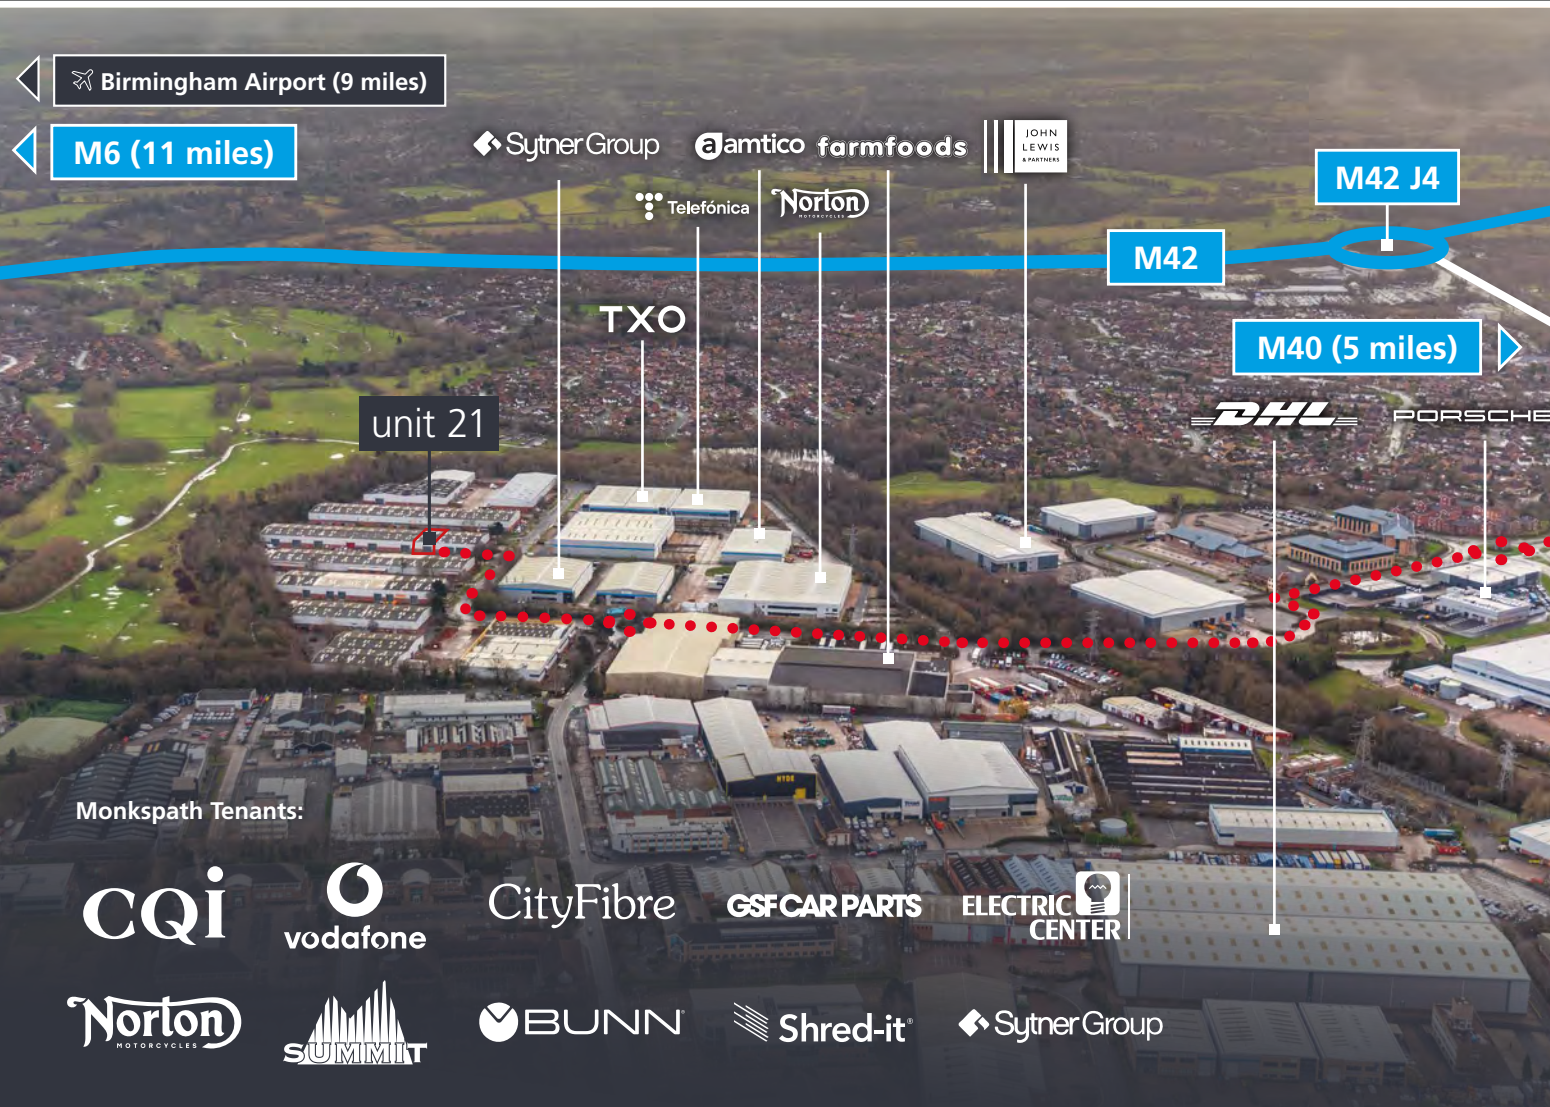 Birmingham Airport (9 miles)
M6 (11 miles)
Sytner Group
amtico
farmfoods
JOHN
LEWIS
& PARTNERS
Telefónica
Norton
MOTORCYCLES
M42 J4
M42
TXO
M40 (5 miles)
DHL
PORSCHE
unit 21
HYDE
Monkspath Tenants:
CQi
vodafone
CityFibre
GSF CAR PARTS
ELECTRIC
CENTER
Norton
MOTORCYCLES
SUMMIT
BUNN®
Shred-it®
Sytner Group